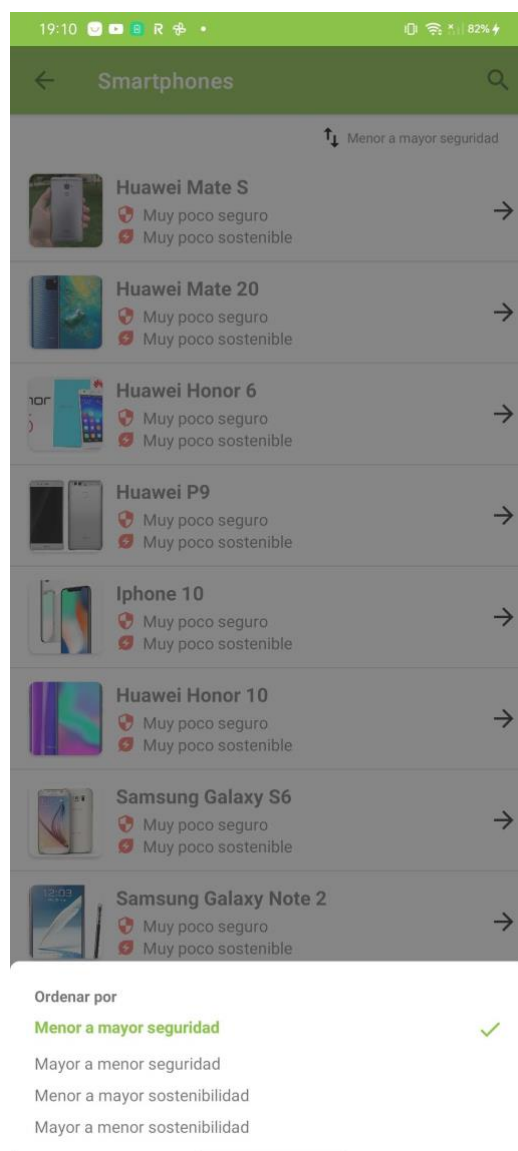 19:10
82%
Smartphones
Menor a mayor seguridad
Huawei Mate S
Muy poco seguro
Muy poco sostenible
Huawei Mate 20
Muy poco seguro
Muy poco sostenible
Huawei Honor 6
Muy poco seguro
Muy poco sostenible
Huawei P9
Muy poco seguro
Muy poco sostenible
Iphone 10
Muy poco seguro
Muy poco sostenible
Huawei Honor 10
Muy poco seguro
Muy poco sostenible
Samsung Galaxy S6
Muy poco seguro
Muy poco sostenible
12:03
Samsung Galaxy Note 2
Muy poco seguro
Muy poco sostenible
Ordenar por
Menor a mayor seguridad
Mayor a menor seguridad
Menor a mayor sostenibilidad
Mayor a menor sostenibilidad